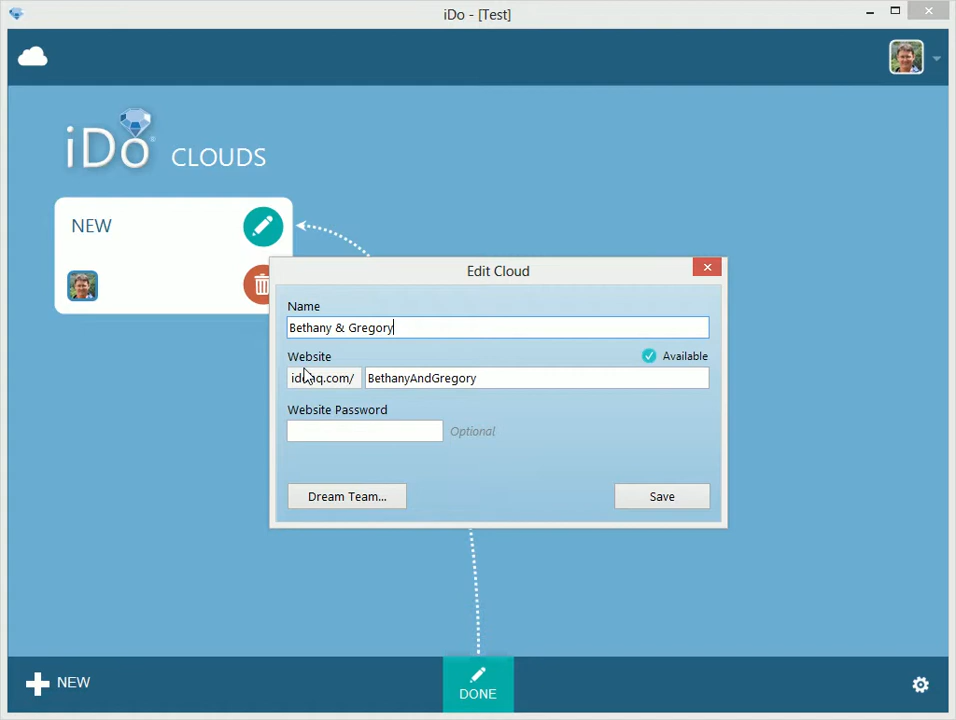 iDo - [Test]
iDo CLOUDS
NEW
Edit Cloud
Name
Bethany & Gregory
Website
Available
BethanyAndGregory
Website Password
Optional
Dream Team...
Save
NEW
DONE